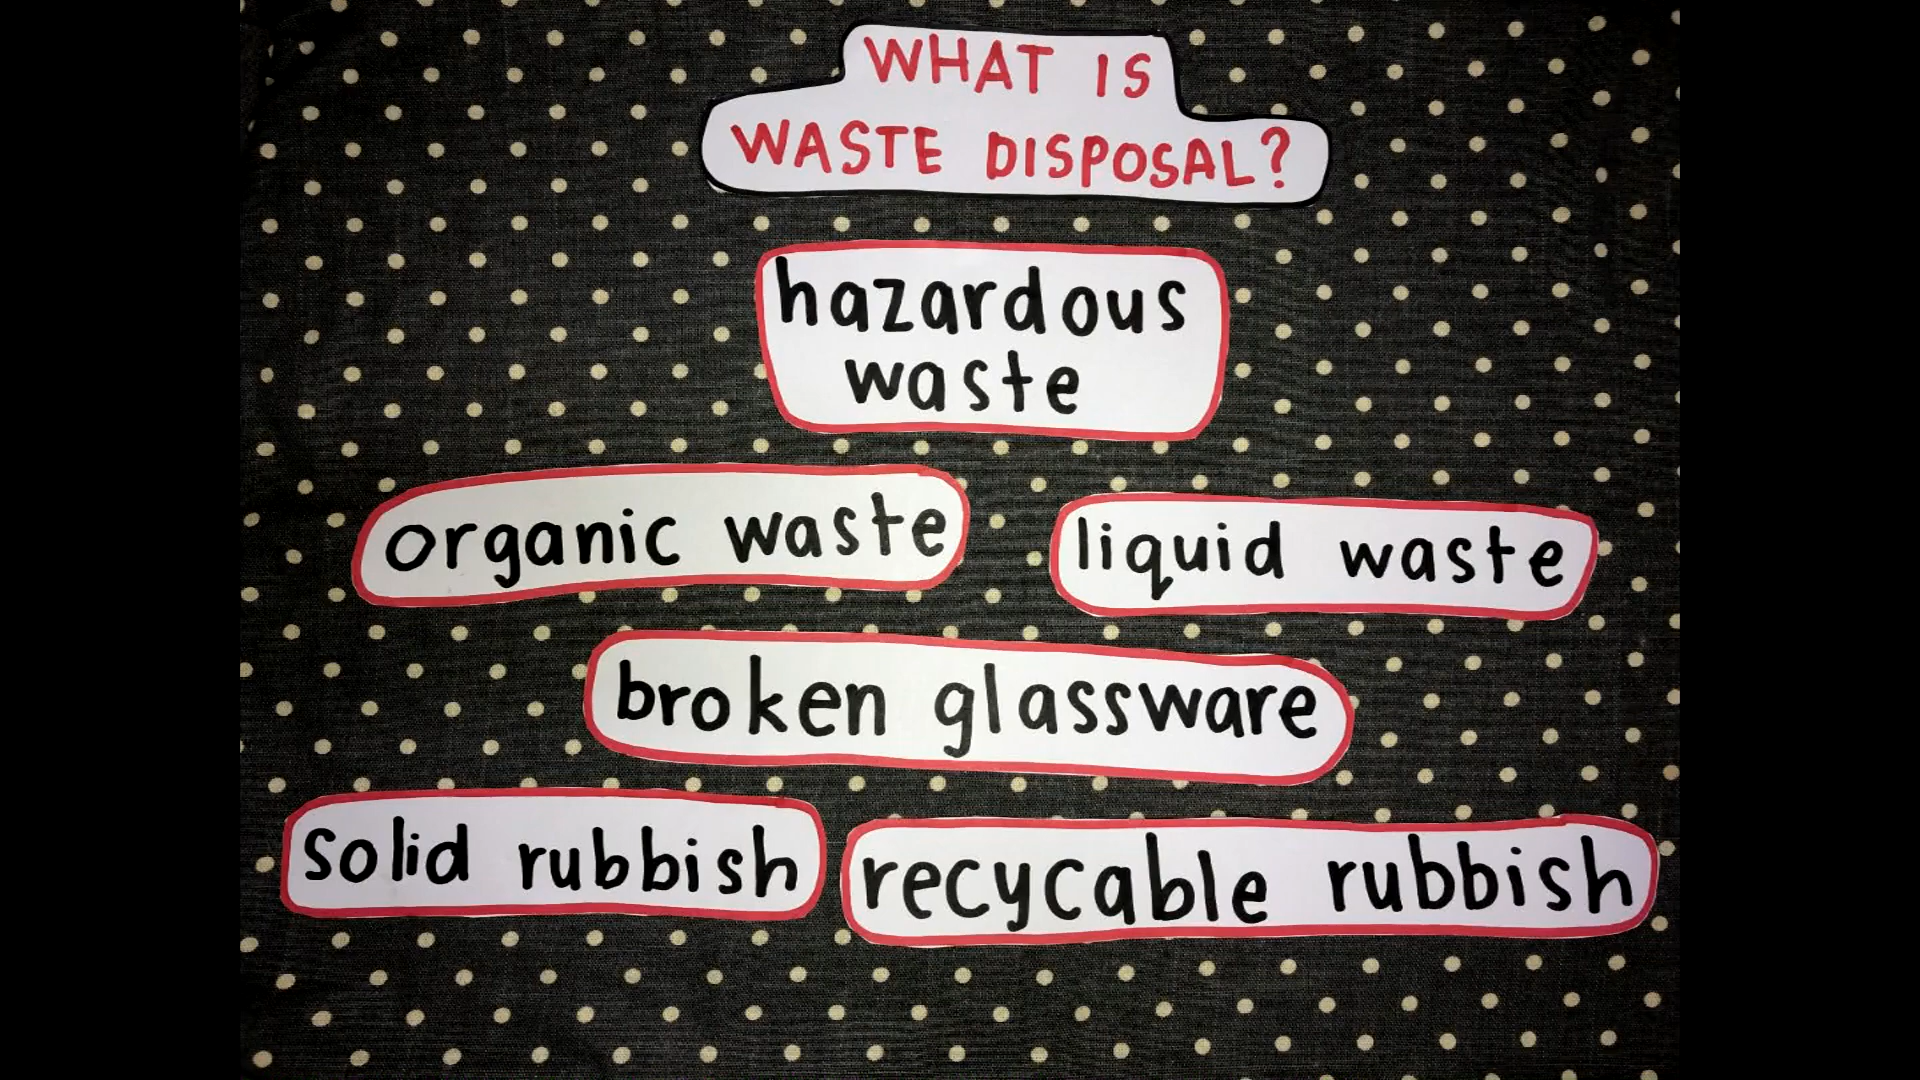 WHAT IS
WASTE DISPOSAL?
hazardous
waste
organic waste
liquid waste
broken glassware
solid rubbish
recycable rubbish